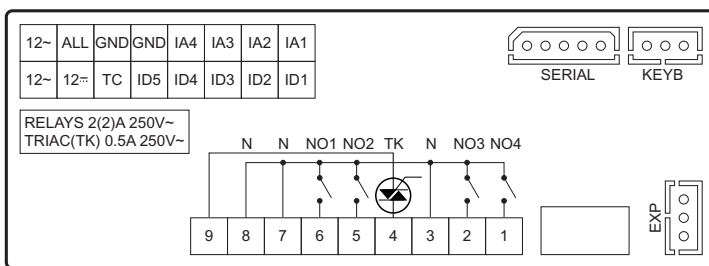 12~ ALL GND GND IA4 IA3 IA2 IA1
12~ 12⎓ TC ID5 ID4 ID3 ID2 ID1
SERIAL KEYB
RELAYS 2(2)A 250V~
TRIAC(TK) 0.5A 250V~
N N NO1 NO2 TK N NO3 NO4
9 8 7 6 5 4 3 2 1
EXP